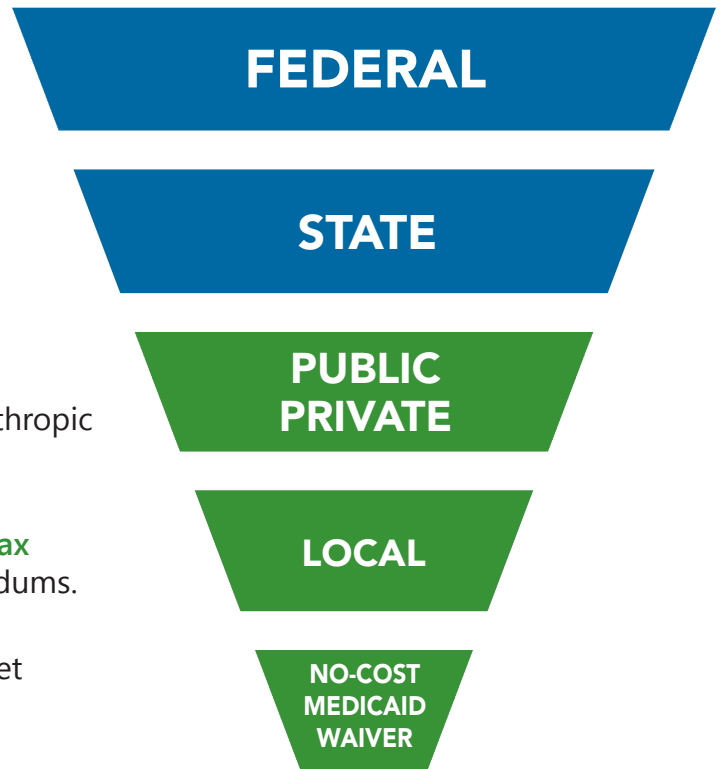 FEDERAL
STATE
PUBLIC
PRIVATE
thropic
LOCAL
ax
dums.
et
NO-COST
MEDICAID
WAIVER